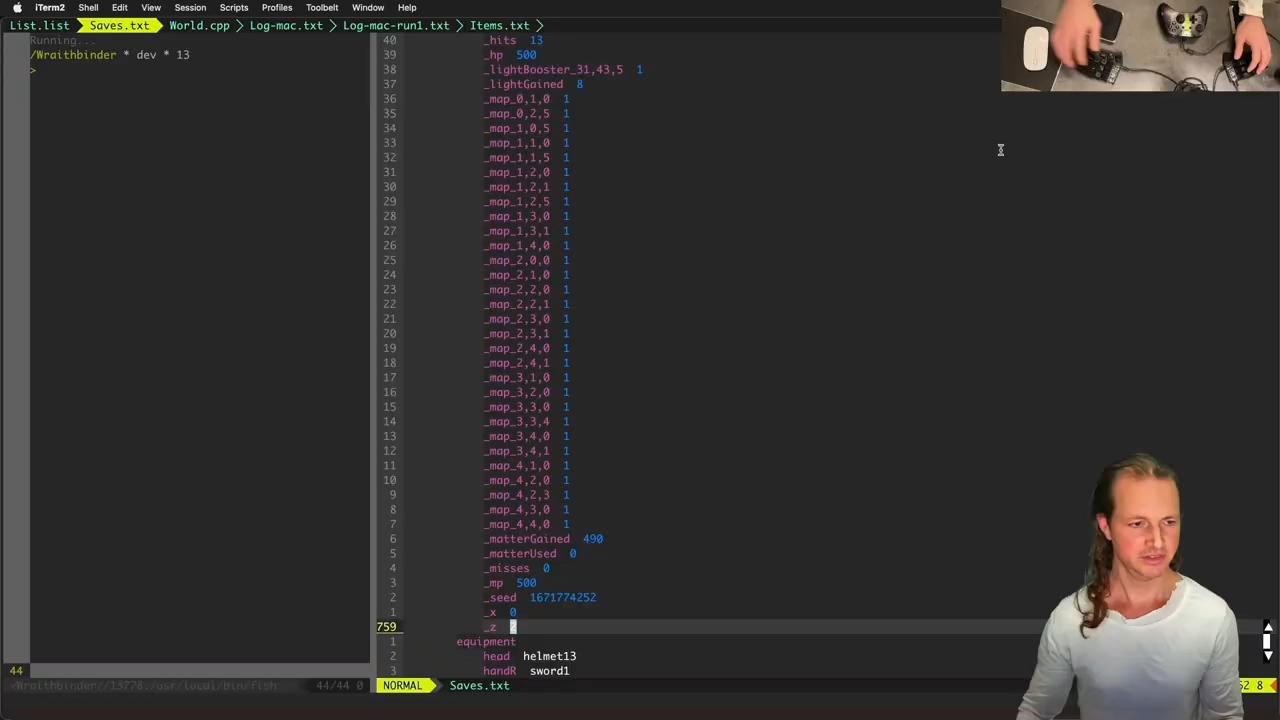 iTerm2 Shell Edit View Session Scripts Profiles Toolbelt Window Help
List.list Saves.txt World.cpp Log-mac.txt Log-mac-run1.txt Items.txt
Running...
/Wraithbinder * dev * 13
>
40 _hits 13
39 _hp 500
38 _lightBooster_31,43,5 1
37 _lightGained 8
36 _map_0,1,0 1
35 _map_0,2,5 1
34 _map_1,0,5 1
33 _map_1,1,0 1
32 _map_1,1,5 1
31 _map_1,2,0 1
30 _map_1,2,1 1
29 _map_1,2,5 1
28 _map_1,3,0 1
27 _map_1,3,1 1
26 _map_1,4,0 1
25 _map_2,0,0 1
24 _map_2,1,0 1
23 _map_2,2,0 1
22 _map_2,2,1 1
21 _map_2,3,0 1
20 _map_2,3,1 1
19 _map_2,4,0 1
18 _map_2,4,1 1
17 _map_3,1,0 1
16 _map_3,2,0 1
15 _map_3,3,0 1
14 _map_3,3,4 1
13 _map_3,4,0 1
12 _map_3,4,1 1
11 _map_4,1,0 1
10 _map_4,2,0 1
9 _map_4,2,3 1
8 _map_4,3,0 1
7 _map_4,4,0 1
6 _matterGained 490
5 _matterUsed 0
4 _misses 0
3 _mp 500
2 _seed 1671774252
1 _x 0
759 _z
1 equipment
2 head helmet13
3 handR sword1
44
Wraithbinder//13778:/usr/local/bin/fish 44/44 0
NORMAL Saves.txt 52 8